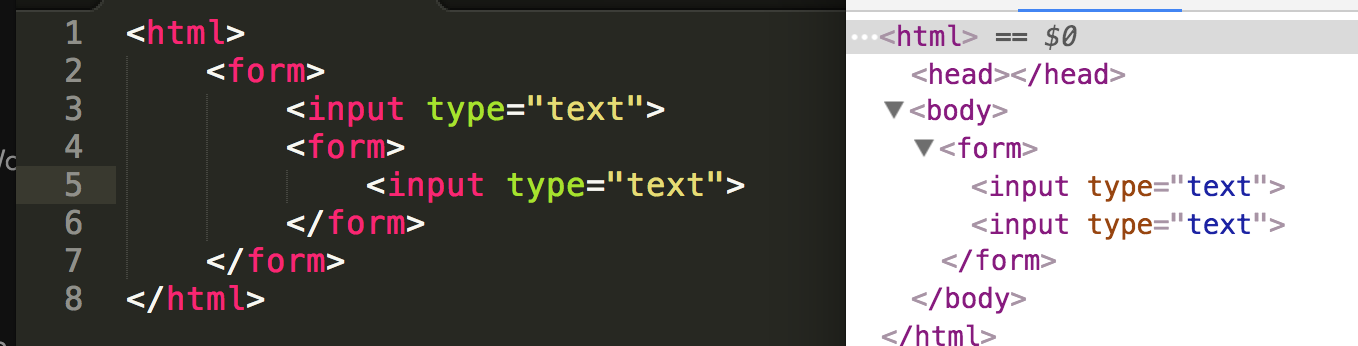 1 <html>
2 <form>
3 <input type="text">
4 <form>
5 <input type="text">
6 </form>
7 </form>
8 </html>
…<html> == $0
<head></head>
▼<body>
▼<form>
<input type="text">
<input type="text">
</form>
</body>
</html>